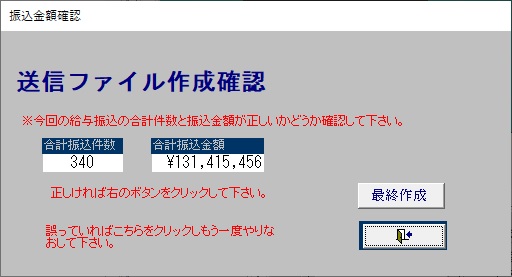 振込金額確認
送信ファイル作成確認
※今回の給与振込の合計件数と振込金額が正しいかどうか確認して下さい。
合計振込件数 合計振込金額
340 ¥131,415,456
正しければ右のボタンをクリックして下さい。 最終作成
誤っていればこちらをクリックしもう一度やりな
おして下さい。